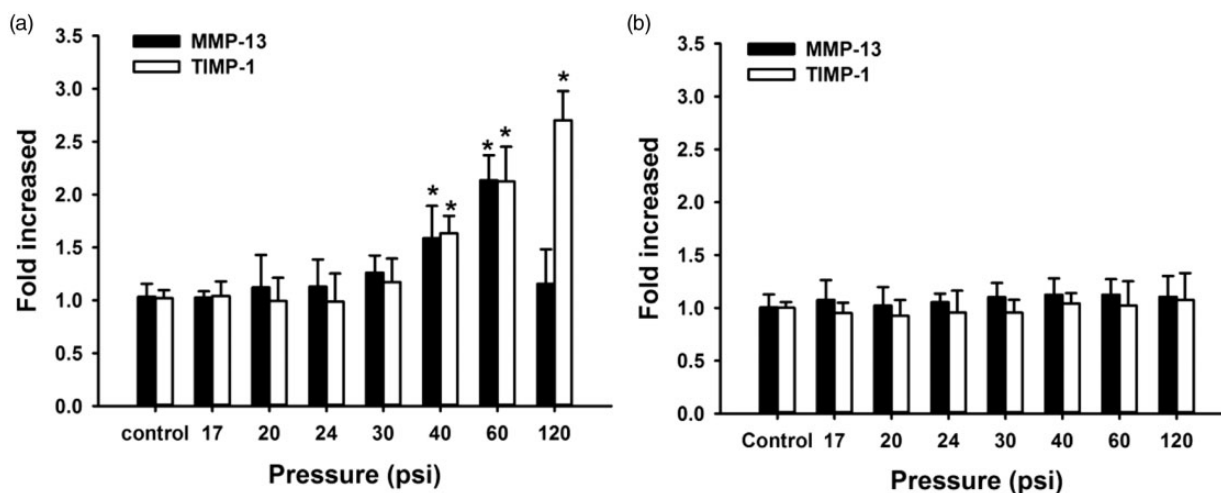 (a)
3.5
3.0
2.5
2.0
1.5
1.0
0.5
0.0
Fold increased
MMP-13
TIMP-1
* * * * *
control 17 20 24 30 40 60 120
Pressure (psi)
(b)
3.5
3.0
2.5
2.0
1.5
1.0
0.5
0.0
Fold increased
MMP-13
TIMP-1
Control 17 20 24 30 40 60 120
Pressure (psi)